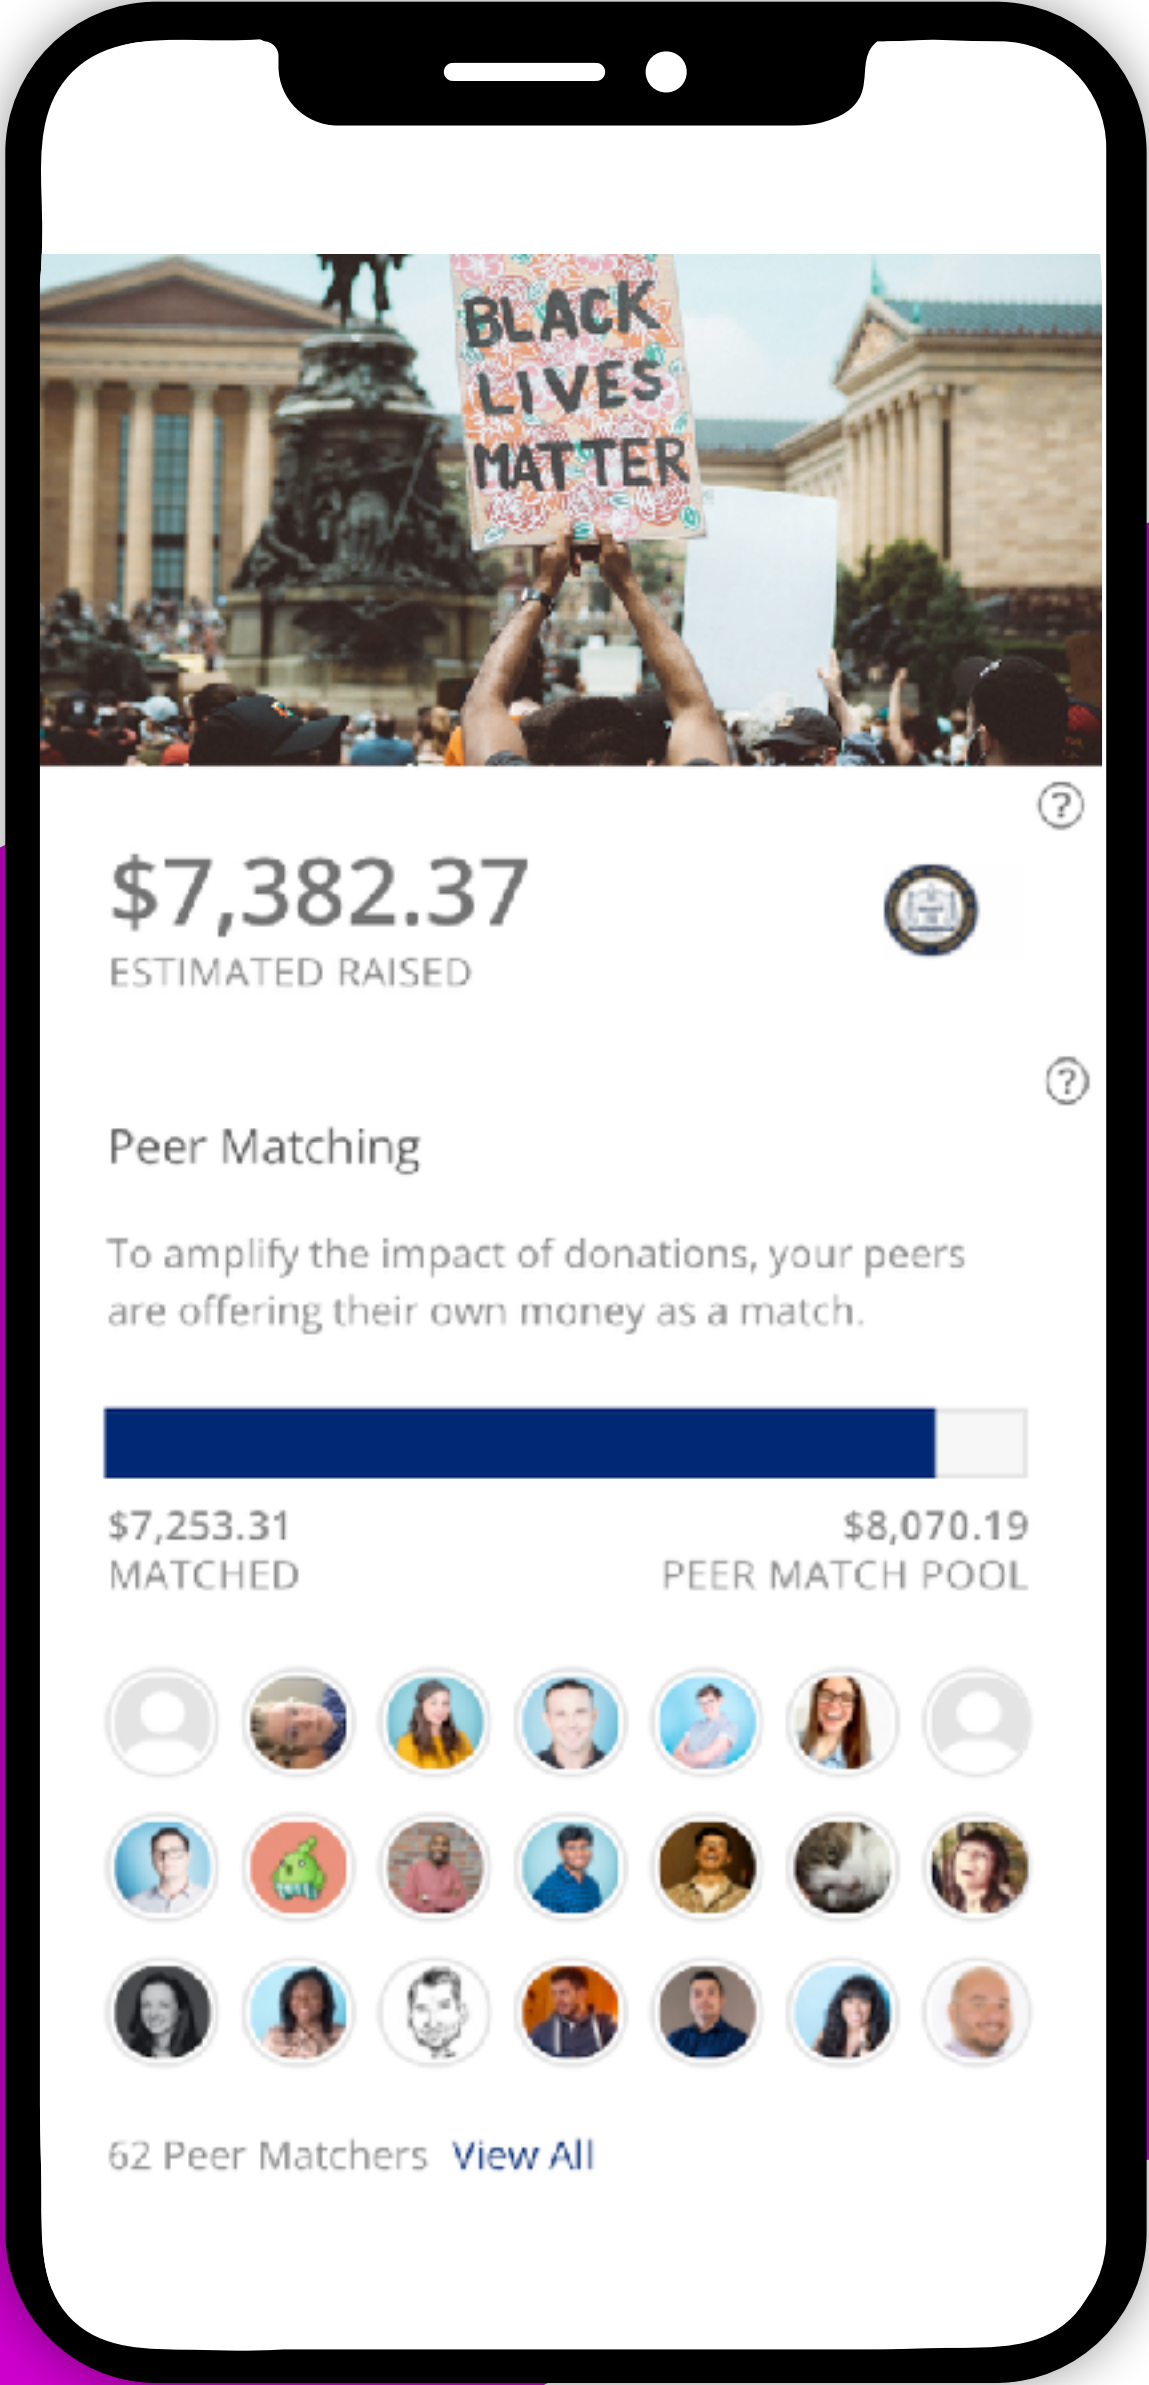 BLACK
LIVES
MATTER
?
$7,382.37
ESTIMATED RAISED
?
Peer Matching
To amplify the impact of donations, your peers
are offering their own money as a match.
$7,253.31
$8,070.19
MATCHED
PEER MATCH POOL
62 Peer Matchers View All